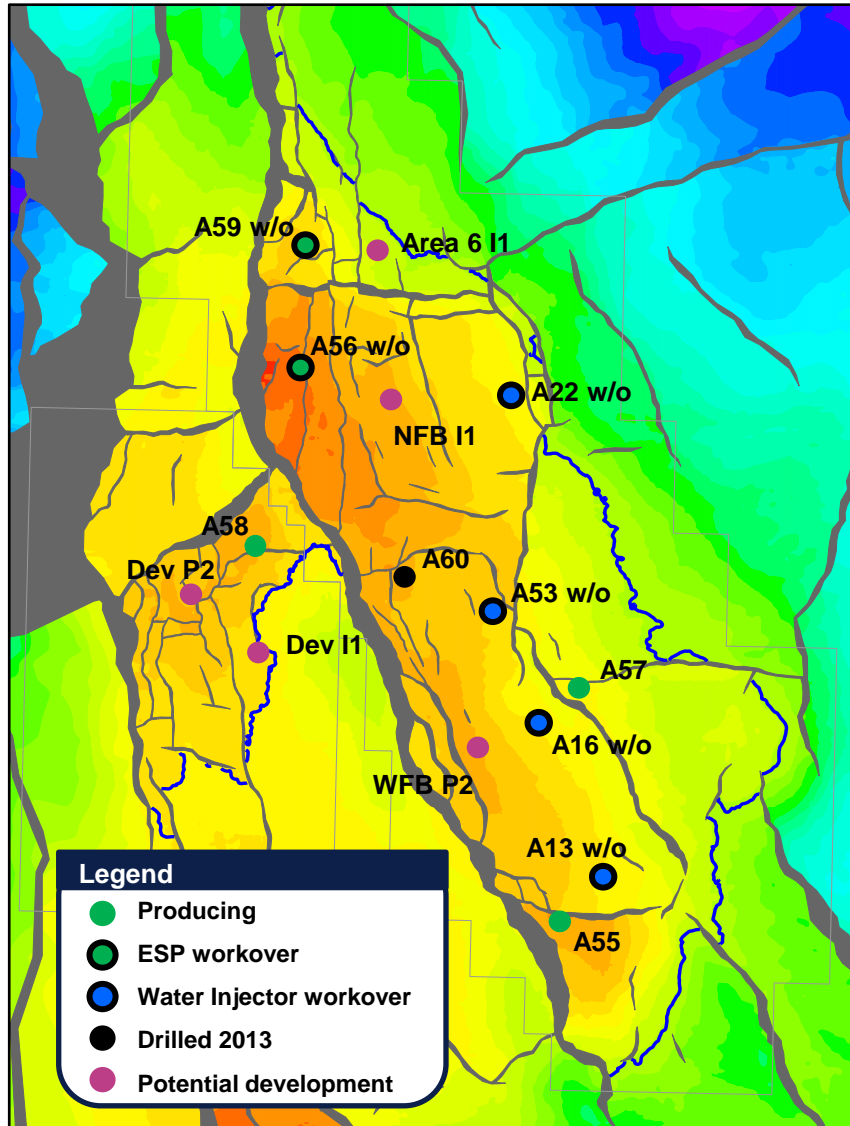 A59 w/o
Area 6 I1
A56 w/o
A22 w/o
NFB I1
A58
A60
Dev P2
A53 w/o
Dev I1
A57
A16 w/o
WFB P2
A13 w/o
A55
Legend
Producing
ESP workover
Water Injector workover
Drilled 2013
Potential development